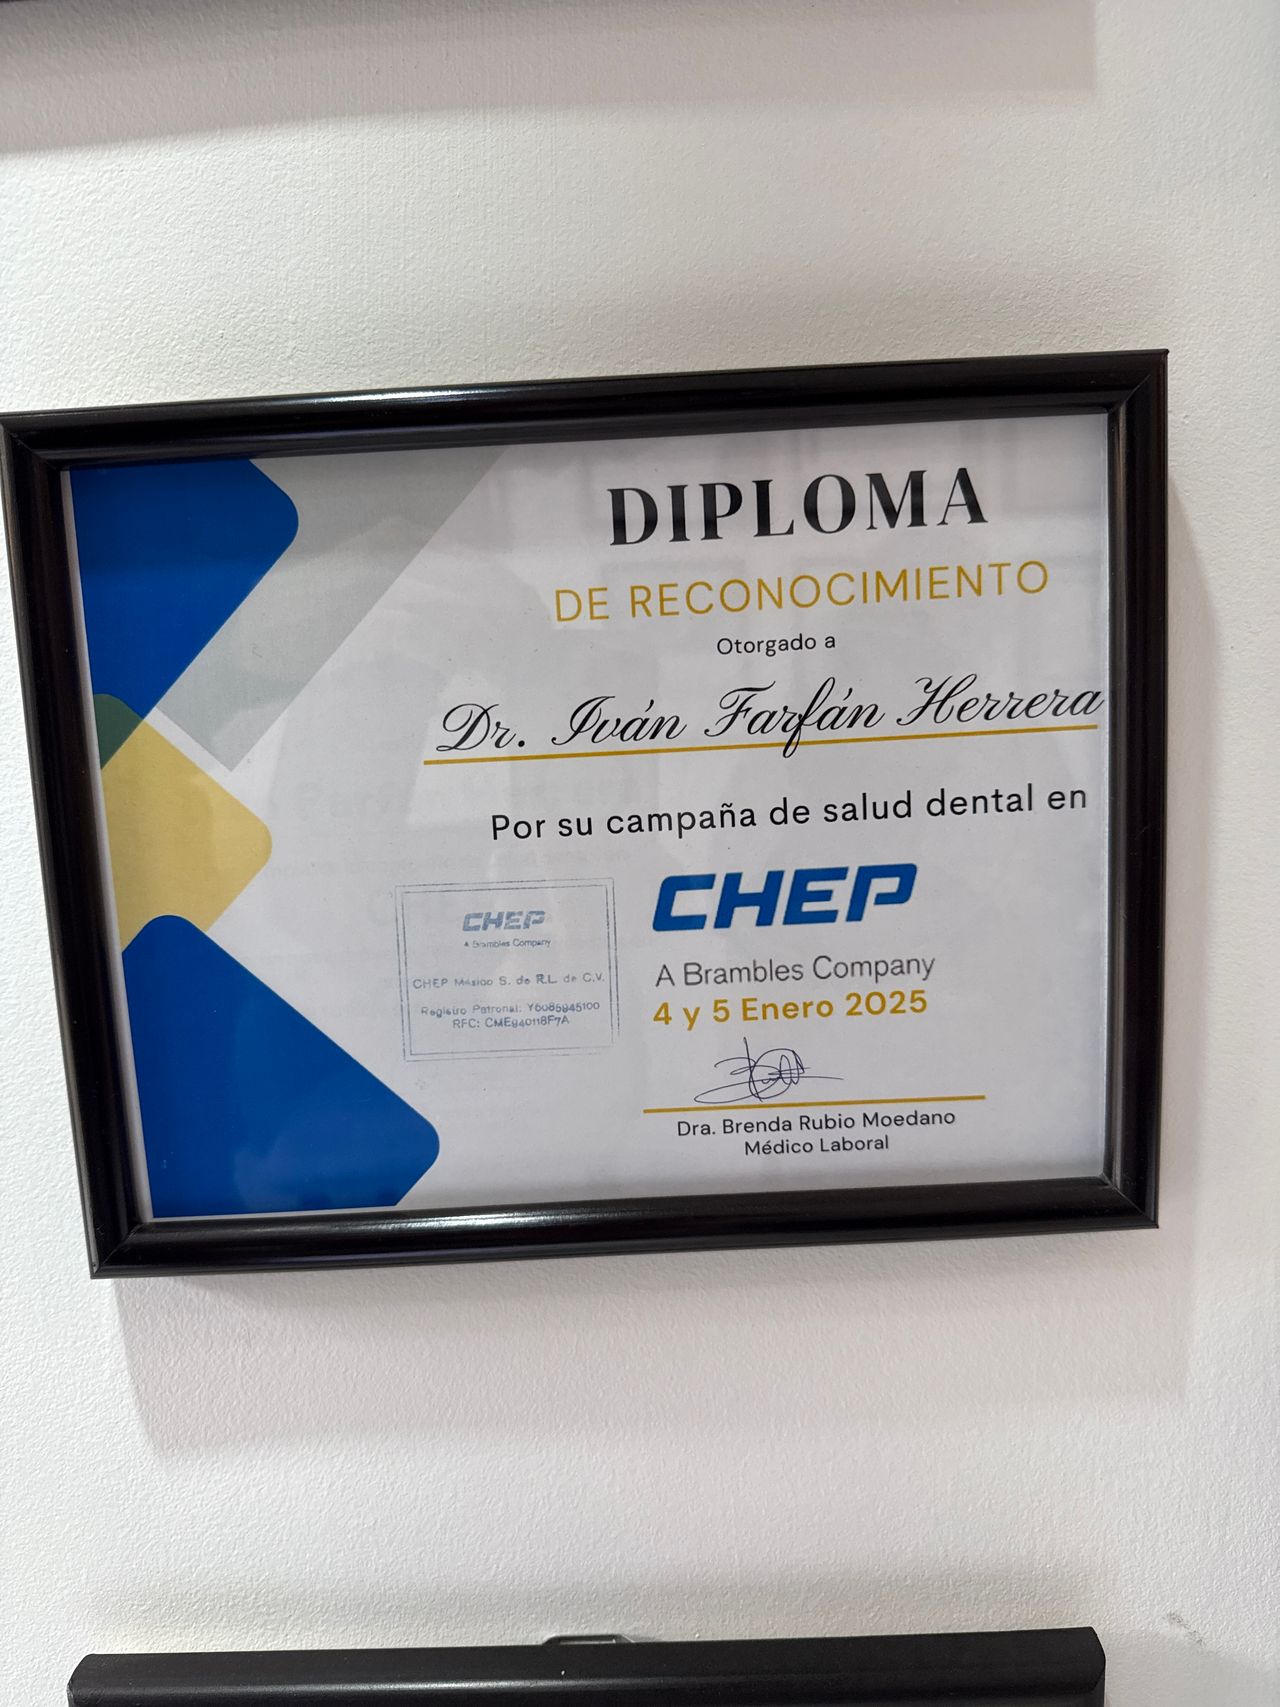 DIPLOMA
DE RECONOCIMIENTO
Otorgado a
Dr. Iván Farfán Herrera
Por su campaña de salud dental en
CHEP
A Brambles Company
4 y 5 Enero 2025
Dra. Brenda Rubio Moedano
Médico Laboral
CHEP
A Brambles Company
CHEP México S. de R.L. de C.V.
Registro Patronal: Y6085945100
RFC: CME940118F7A